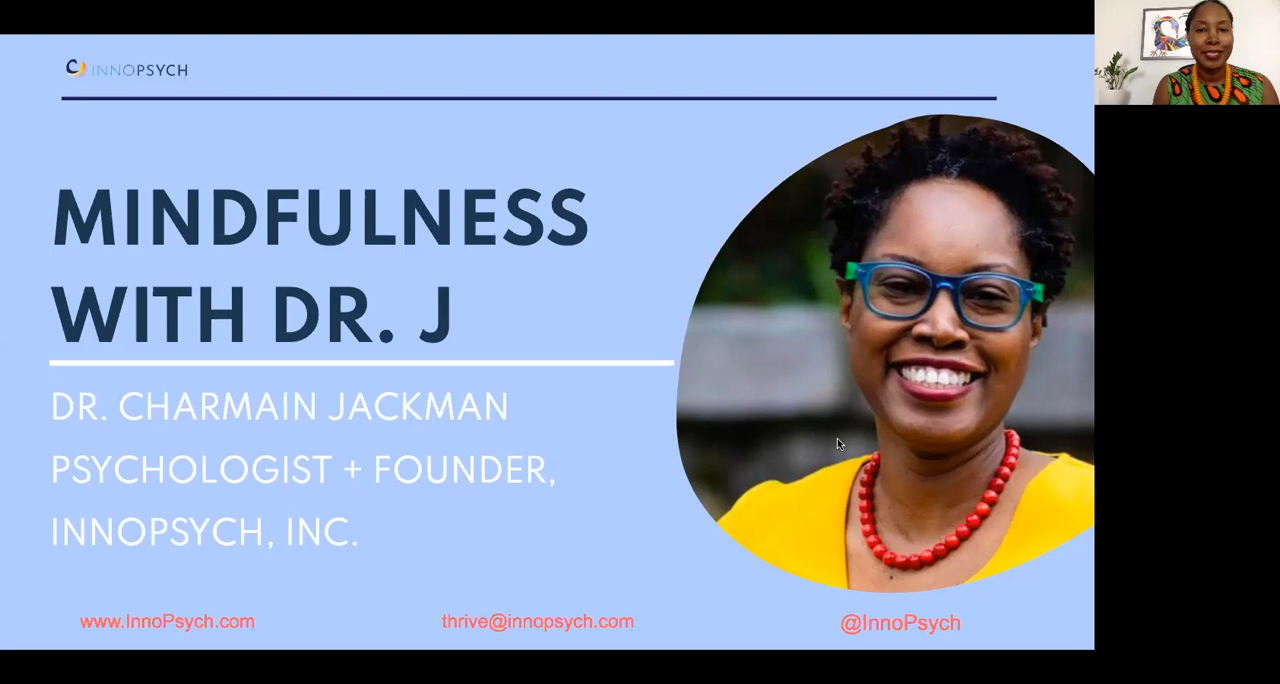 INNOPSYCH
MINDFULNESS
WITH DR. J
DR. CHARMAIN JACKMAN
PSYCHOLOGIST + FOUNDER,
INNOPSYCH, INC.
www.InnoPsych.com
thrive@innopsych.com
@InnoPsych